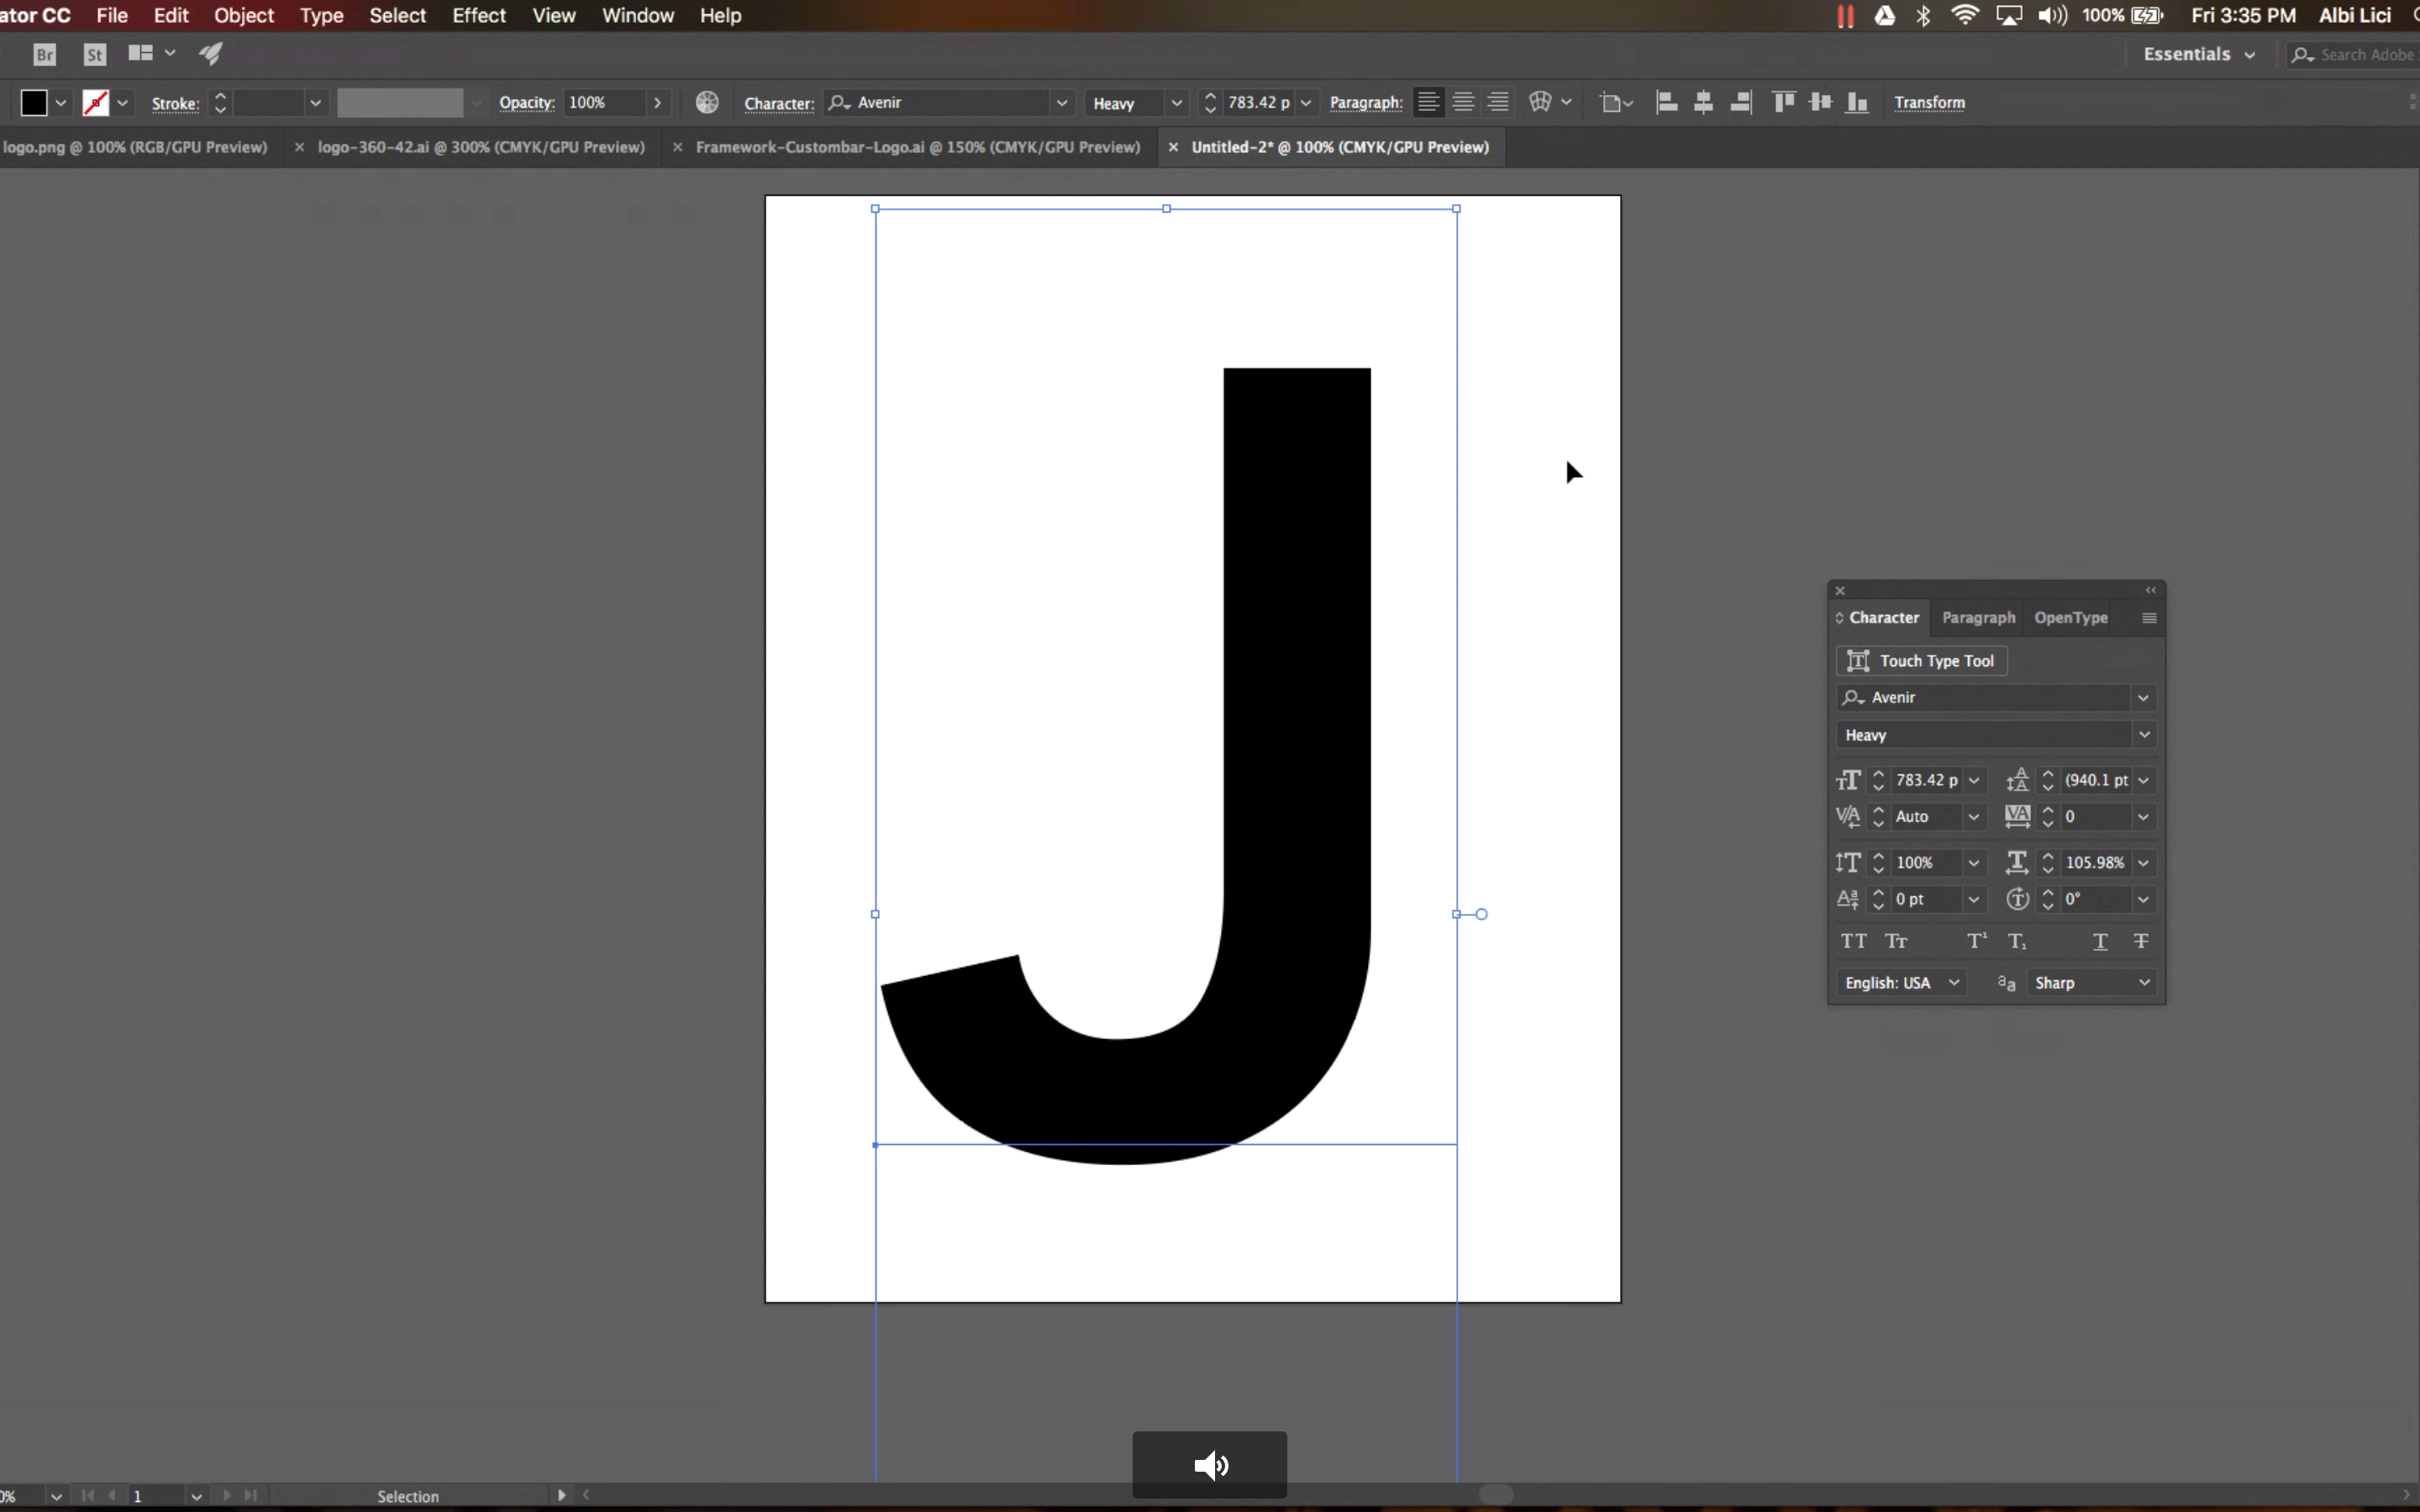 ator CC File Edit Object Type Select Effect View Window Help 100% Fri 3:35 PM Albi Lici
Br St Essentials Search Adobe
Stroke: Opacity: 100% Character: Avenir Heavy 783.42 p Paragraph: Transform
logo.png @ 100% (RGB/GPU Preview) × logo-360-42.ai @ 300% (CMYK/GPU Preview) × Framework-Custombar-Logo.ai @ 150% (CMYK/GPU Preview) × Untitled-2* @ 100% (CMYK/GPU Preview)
J
Character Paragraph OpenType
Touch Type Tool
Avenir
Heavy
783.42 p (940.1 pt
Auto 0
100% 105.98%
0 pt 0°
TT Tr T¹ T₁ T T
English: USA aa Sharp
0% 1 Selection